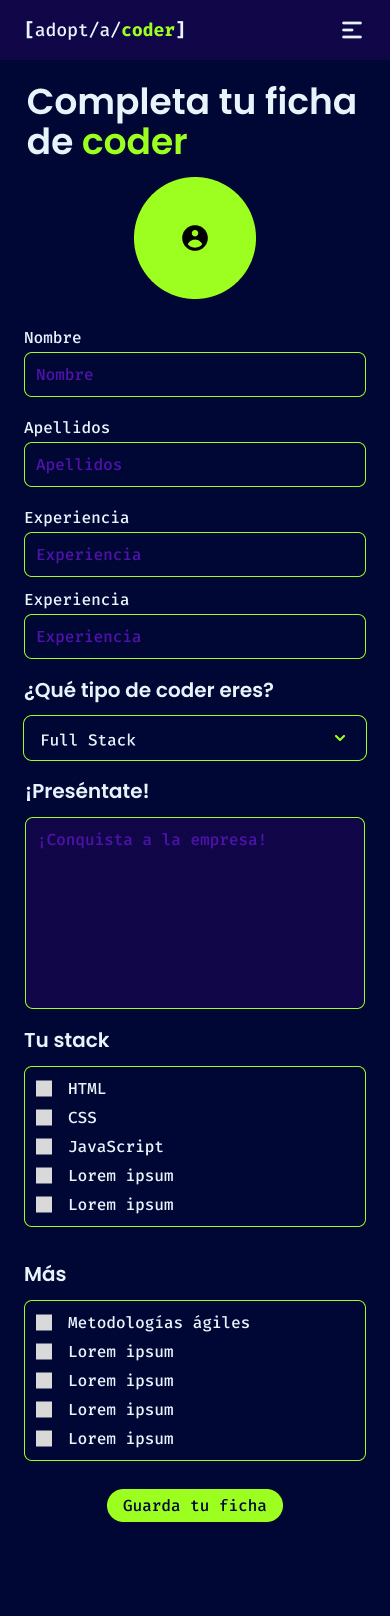 [adopt/a/coder]
Completa tu ficha
de coder
Nombre
Nombre
Apellidos
Apellidos
Experiencia
Experiencia
Experiencia
Experiencia
¿Qué tipo de coder eres?
Full Stack
¡Preséntate!
¡Conquista a la empresa!
Tu stack
HTML
CSS
JavaScript
Lorem ipsum
Lorem ipsum
Más
Metodologías ágiles
Lorem ipsum
Lorem ipsum
Lorem ipsum
Lorem ipsum
Guarda tu ficha